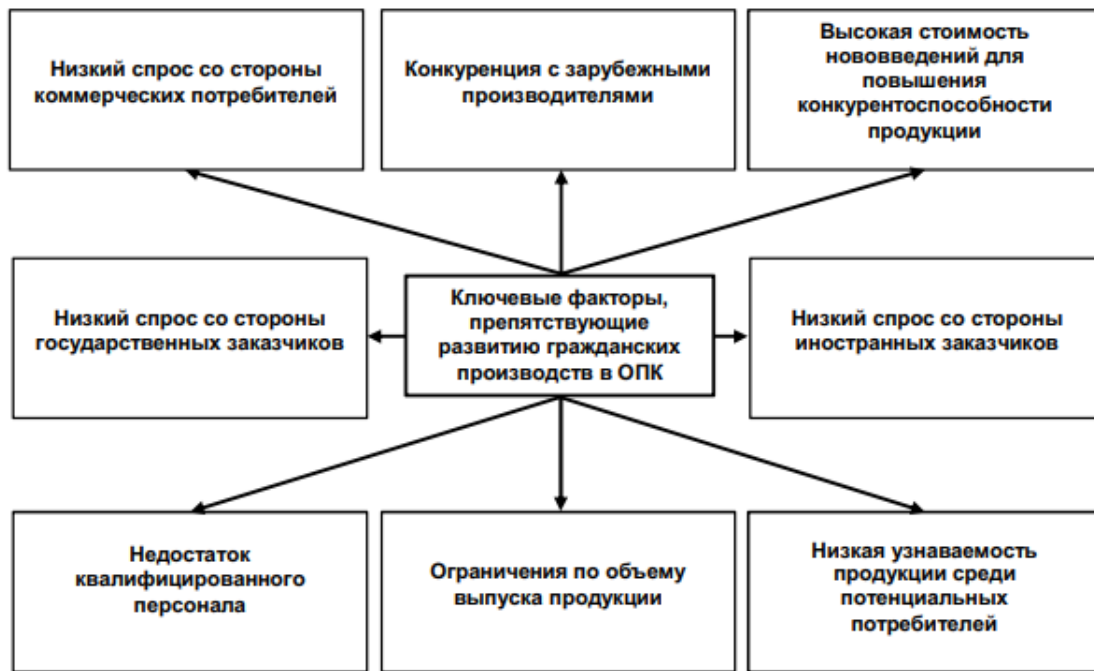 Низкий спрос со стороны
коммерческих потребителей
Конкуренция с зарубежными
производителями
Высокая стоимость
нововведений для
повышения
конкурентоспособности
продукции
Низкий спрос со стороны
государственных заказчиков
Ключевые факторы,
препятствующие
развитию гражданских
производств в ОПК
Низкий спрос со стороны
иностранных заказчиков
Недостаток
квалифицированного
персонала
Ограничения по объему
выпуска продукции
Низкая узнаваемость
продукции среди
потенциальных
потребителей